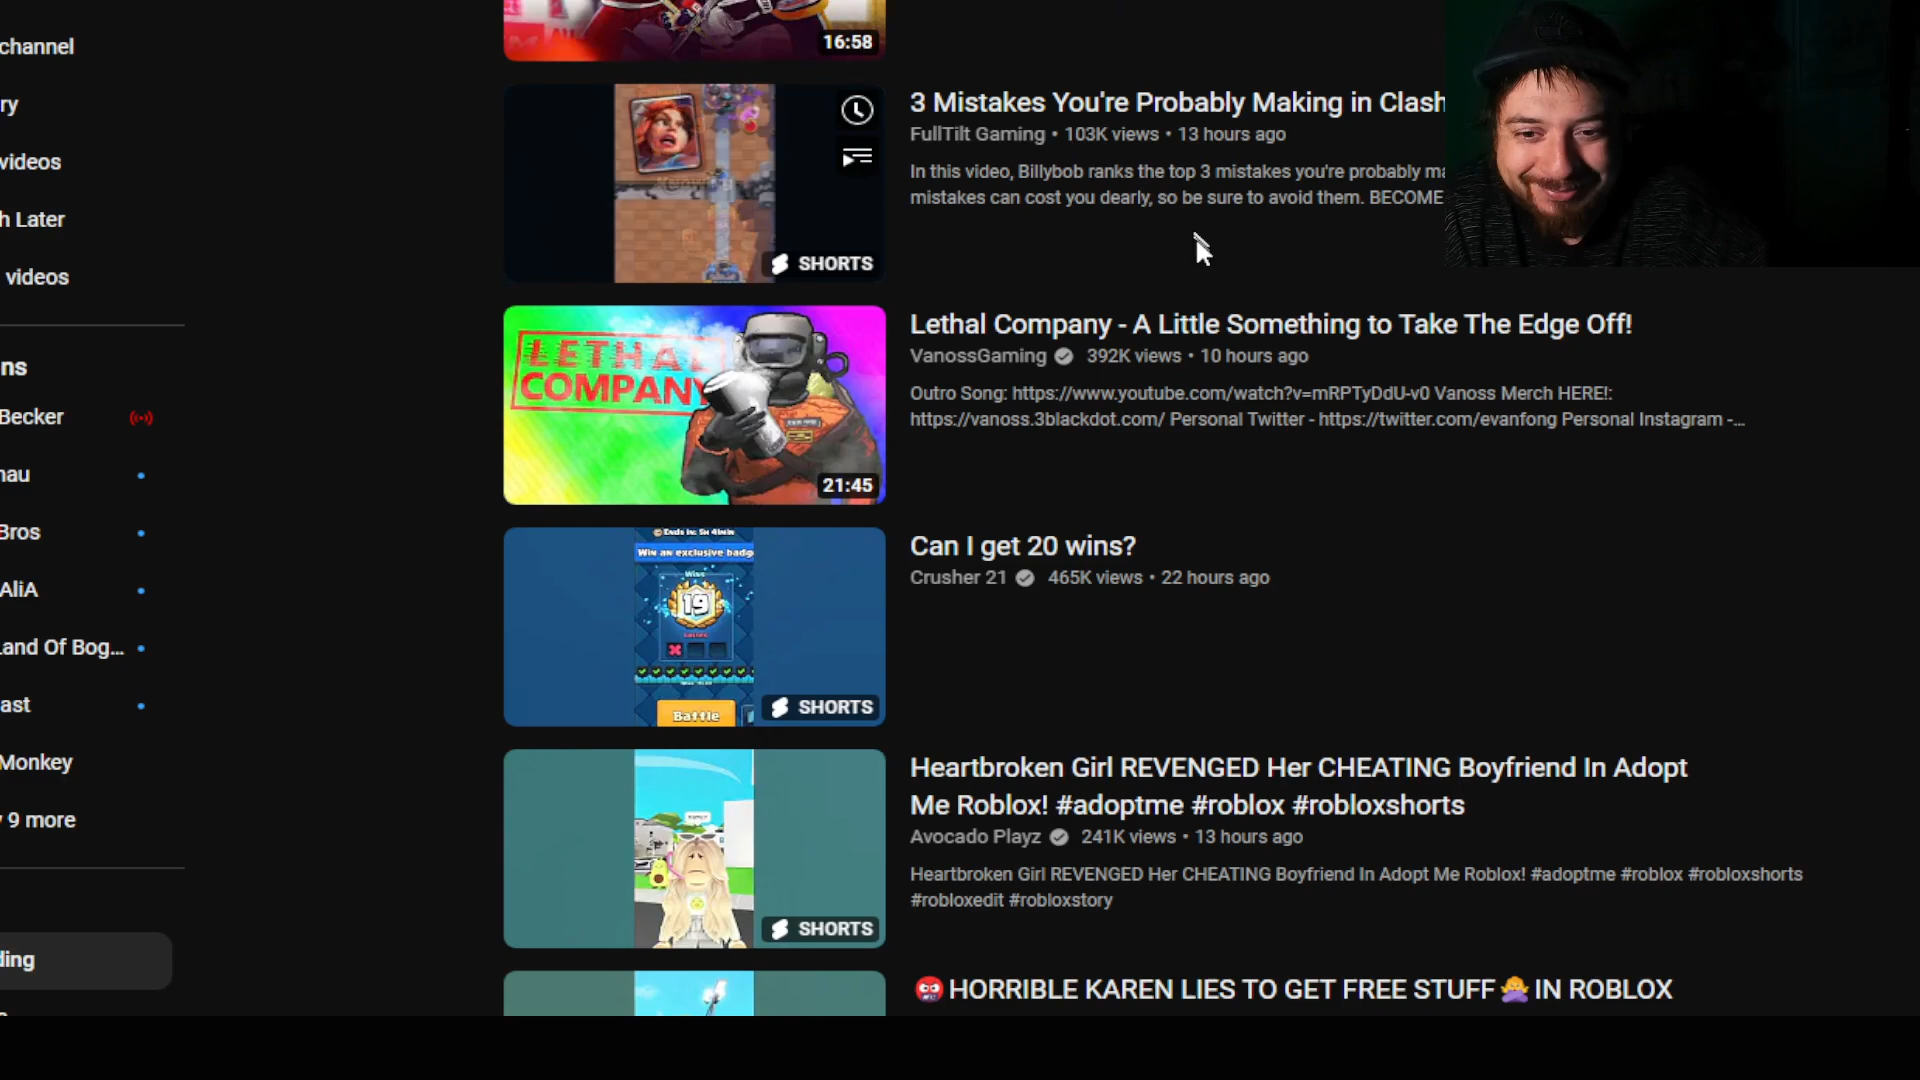 channel
ry
videos
h Later
videos
ns
Becker
nau
Bros
AliA
Land Of Bog...
ast
Monkey
9 more
ding
16:58
SHORTS
3 Mistakes You're Probably Making in Clash
FullTilt Gaming • 103K views • 13 hours ago
In this video, Billybob ranks the top 3 mistakes you're probably ma
mistakes can cost you dearly, so be sure to avoid them. BECOME
LETHAL
COMPANY
21:45
Lethal Company - A Little Something to Take The Edge Off!
VanossGaming 392K views • 10 hours ago
Outro Song: https://www.youtube.com/watch?v=mRPTyDdU-v0 Vanoss Merch HERE!:
https://vanoss.3blackdot.com/ Personal Twitter - https://twitter.com/evanfong Personal Instagram -...
Ends in: 5h 41min
Win an exclusive badg
Wins
19
Battle
SHORTS
Can I get 20 wins?
Crusher 21 465K views • 22 hours ago
SHORTS
Heartbroken Girl REVENGED Her CHEATING Boyfriend In Adopt
Me Roblox! #adoptme #roblox #robloxshorts
Avocado Playz 241K views • 13 hours ago
Heartbroken Girl REVENGED Her CHEATING Boyfriend In Adopt Me Roblox! #adoptme #roblox #robloxshorts
#robloxedit #robloxstory
HORRIBLE KAREN LIES TO GET FREE STUFF IN ROBLOX